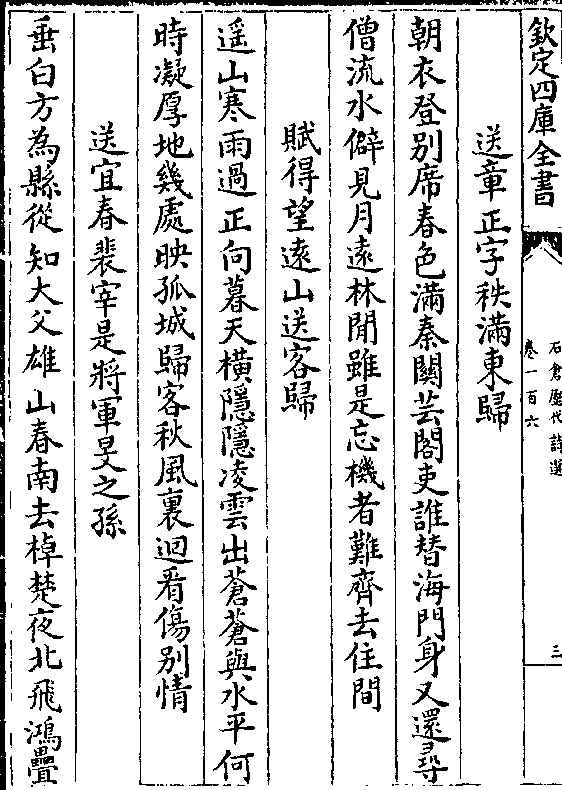 欽定四庫全書
石倉歷代詩選
卷一百六
三
送章正字秩滿東歸
朝衣登别席春色滿秦關芸閣吏誰替海門身又還尋
僧流水僻見月遠林閒雖是忘機者難齊去住間
賦得望逺山送客歸
遥山寒雨過正向暮天橫隱隱凌雲出蒼蒼與水平何
時凝厚地幾處映孤城歸客秋風裏迴看傷别情
送宜春裴宰是將軍旻之孫
垂白方為縣從知大父雄山春南去棹楚夜北飛鴻疊